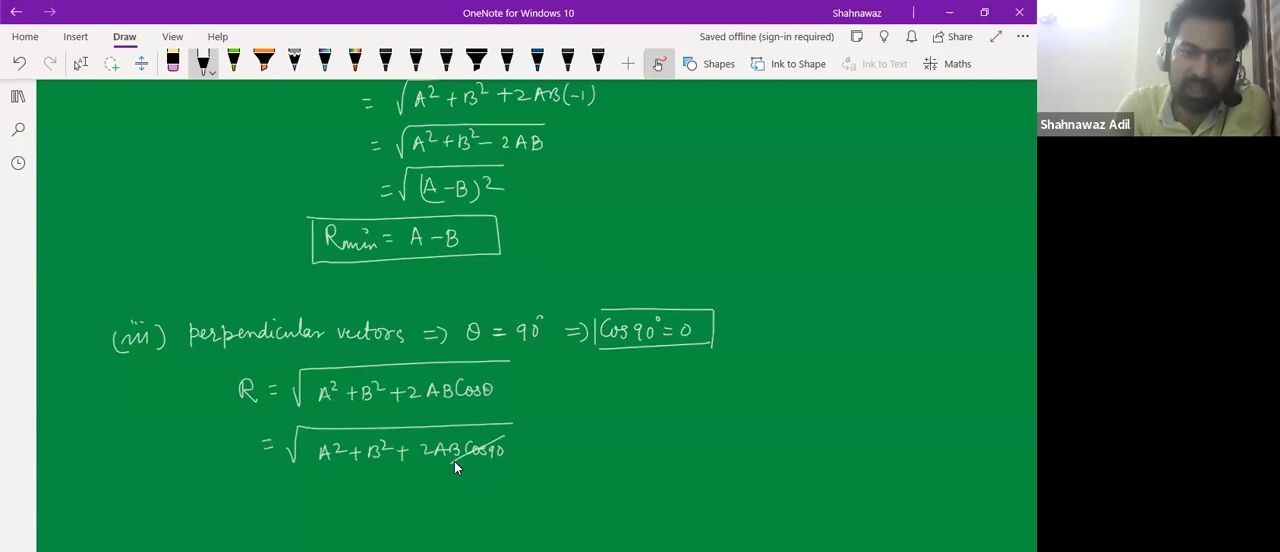 OneNote for Windows 10
Shahnawaz
Home Insert Draw View Help
Saved offline (sign in required)
Share
Shapes
Ink to Shape
Ink to Text
Maths
Shahnawaz Adil
= √A² + B² + 2AB(-1)
= √A² + B² - 2AB
= √(A - B)²
Rmin = A - B
(iii) perpendicular vectors => θ = 90° => Cos90° = 0
R = √A² + B² + 2ABCosθ
= √A² + B² + 2ABCos90